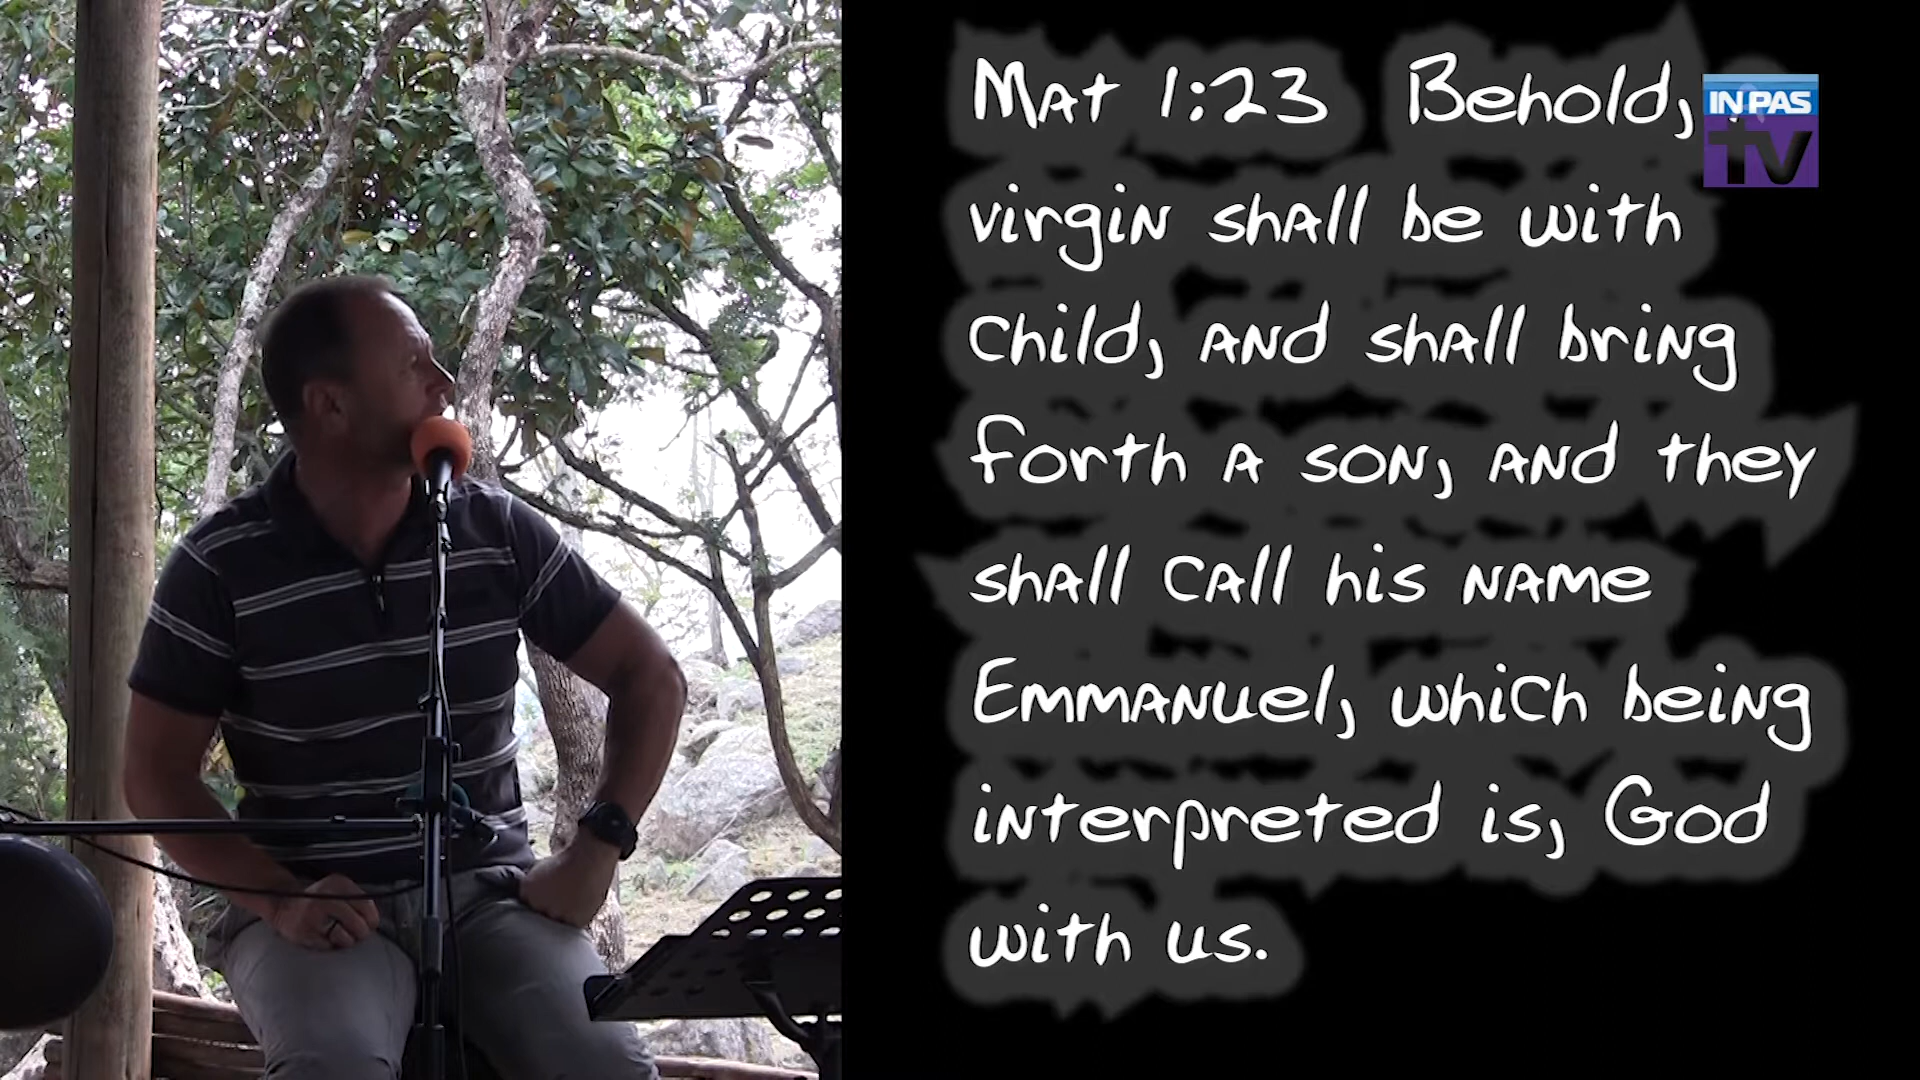 Mat 1:23 Behold,
IN PAS
tv
virgin shall be with
child, and shall bring
forth a son, and they
shall call his name
Emmanuel, which being
interpreted is, God
with us.